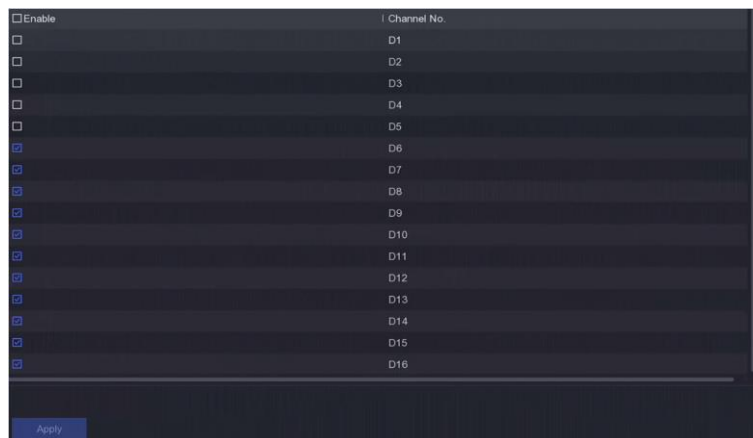 Enable | Channel No.
D1
D2
D3
D4
D5
D6
D7
D8
D9
D10
D11
D12
D13
D14
D15
D16
Apply